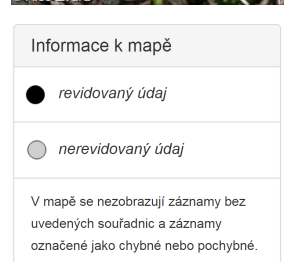 Informace k mapě
revidovaný údaj
nerevidovaný údaj
V mapě se nezobrazují záznamy bez
uvedených souřadnic a záznamy
označené jako chybné nebo pochybné.